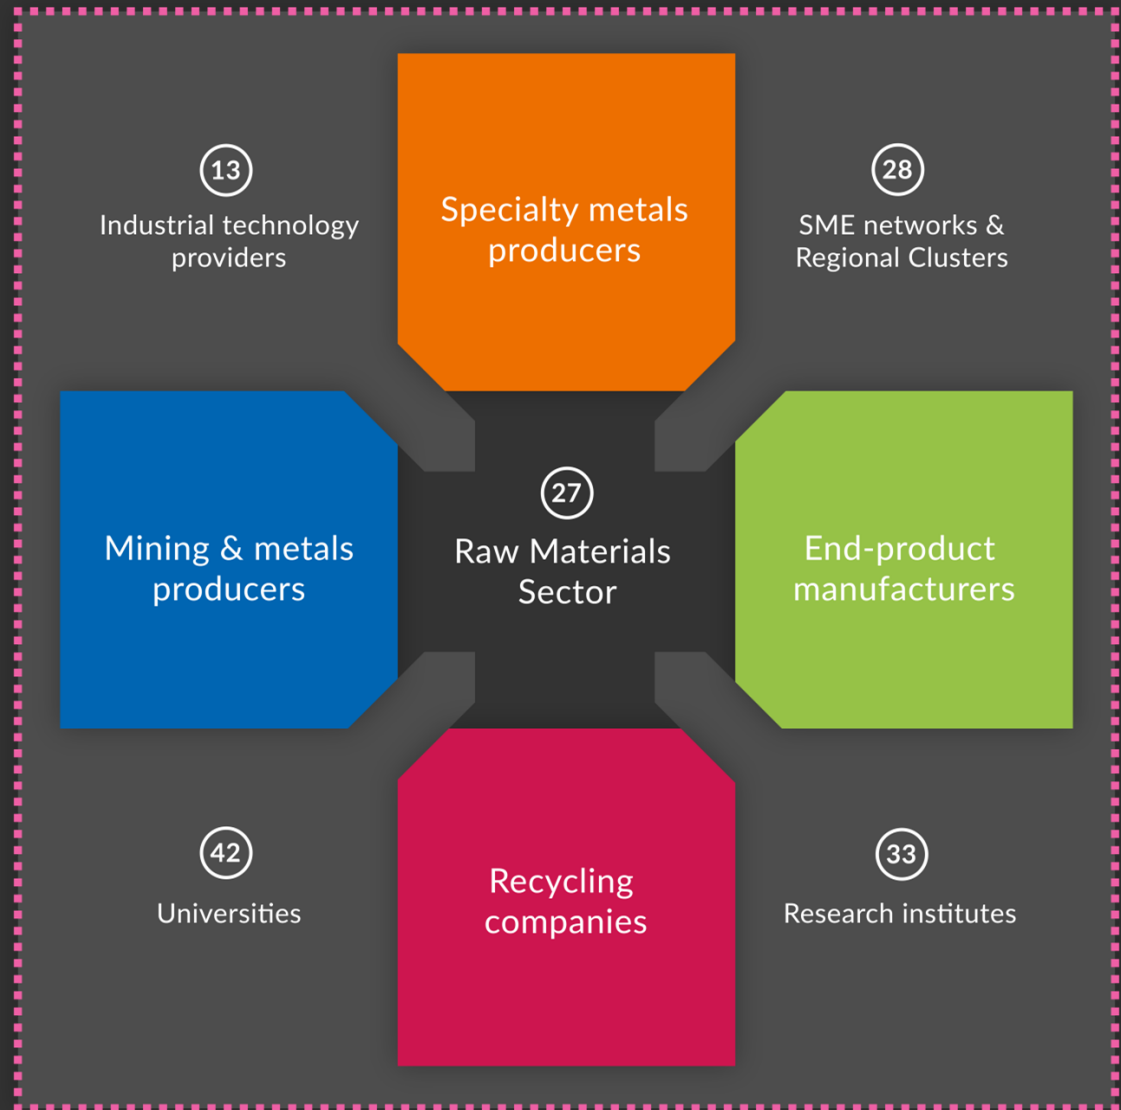 Specialty metals
producers
13
Industrial technology
providers
28
SME networks &
Regional Clusters
Mining & metals
producers
27
Raw Materials
Sector
End-product
manufacturers
42
Universities
Recycling
companies
33
Research institutes